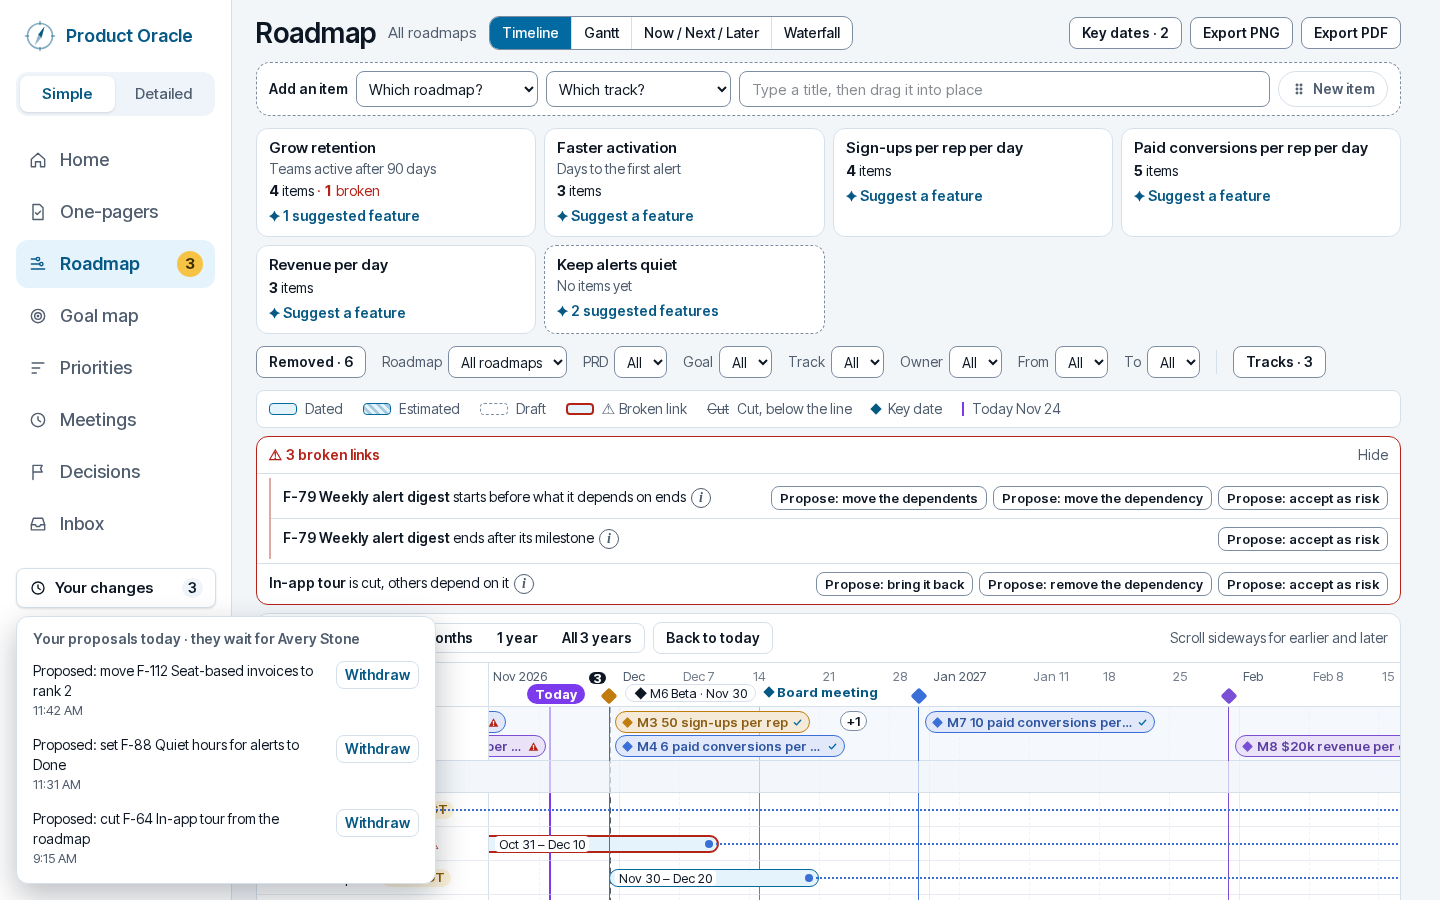 Product Oracle
Simple
Detailed
Home
One-pagers
Roadmap
3
Goal map
Priorities
Meetings
Decisions
Inbox
Your changes
3
Your proposals today · they wait for Avery Stone
Proposed: move F-112 Seat-based invoices to
rank 2
11:42 AM
Withdraw
Proposed: set F-88 Quiet hours for alerts to
Done
11:31 AM
Withdraw
Proposed: cut F-64 In-app tour from the
roadmap
9:15 AM
Withdraw
Roadmap All roadmaps Timeline Gantt Now / Next / Later Waterfall Key dates · 2 Export PNG Export PDF
Add an item Which roadmap? Which track? Type a title, then drag it into place New item
Grow retention
Teams active after 90 days
4 items · 1 broken
1 suggested feature
Faster activation
Days to the first alert
3 items
Suggest a feature
Sign-ups per rep per day
4 items
Suggest a feature
Paid conversions per rep per day
5 items
Suggest a feature
Revenue per day
3 items
Suggest a feature
Keep alerts quiet
No items yet
2 suggested features
Removed · 6 Roadmap All roadmaps PRD All Goal All Track All Owner All From All To All Tracks · 3
Dated Estimated Draft ⚠ Broken link Cut Cut, below the line Key date Today Nov 24
⚠ 3 broken links Hide
F-79 Weekly alert digest starts before what it depends on ends i Propose: move the dependents Propose: move the dependency Propose: accept as risk
F-79 Weekly alert digest ends after its milestone i Propose: accept as risk
In-app tour is cut, others depend on it i Propose: bring it back Propose: remove the dependency Propose: accept as risk
onths 1 year All 3 years Back to today Scroll sideways for earlier and later
Nov 2026 3 Dec Dec 7 14 21 28 Jan 2027 Jan 11 18 25 Feb Feb 8 15
Today M6 Beta · Nov 30 Board meeting
M3 50 sign-ups per rep ✓ +1 M7 10 paid conversions per... ✓
per ... M4 6 paid conversions per ... ✓ M8 $20k revenue per
Oct 31 – Dec 10
Nov 30 – Dec 20